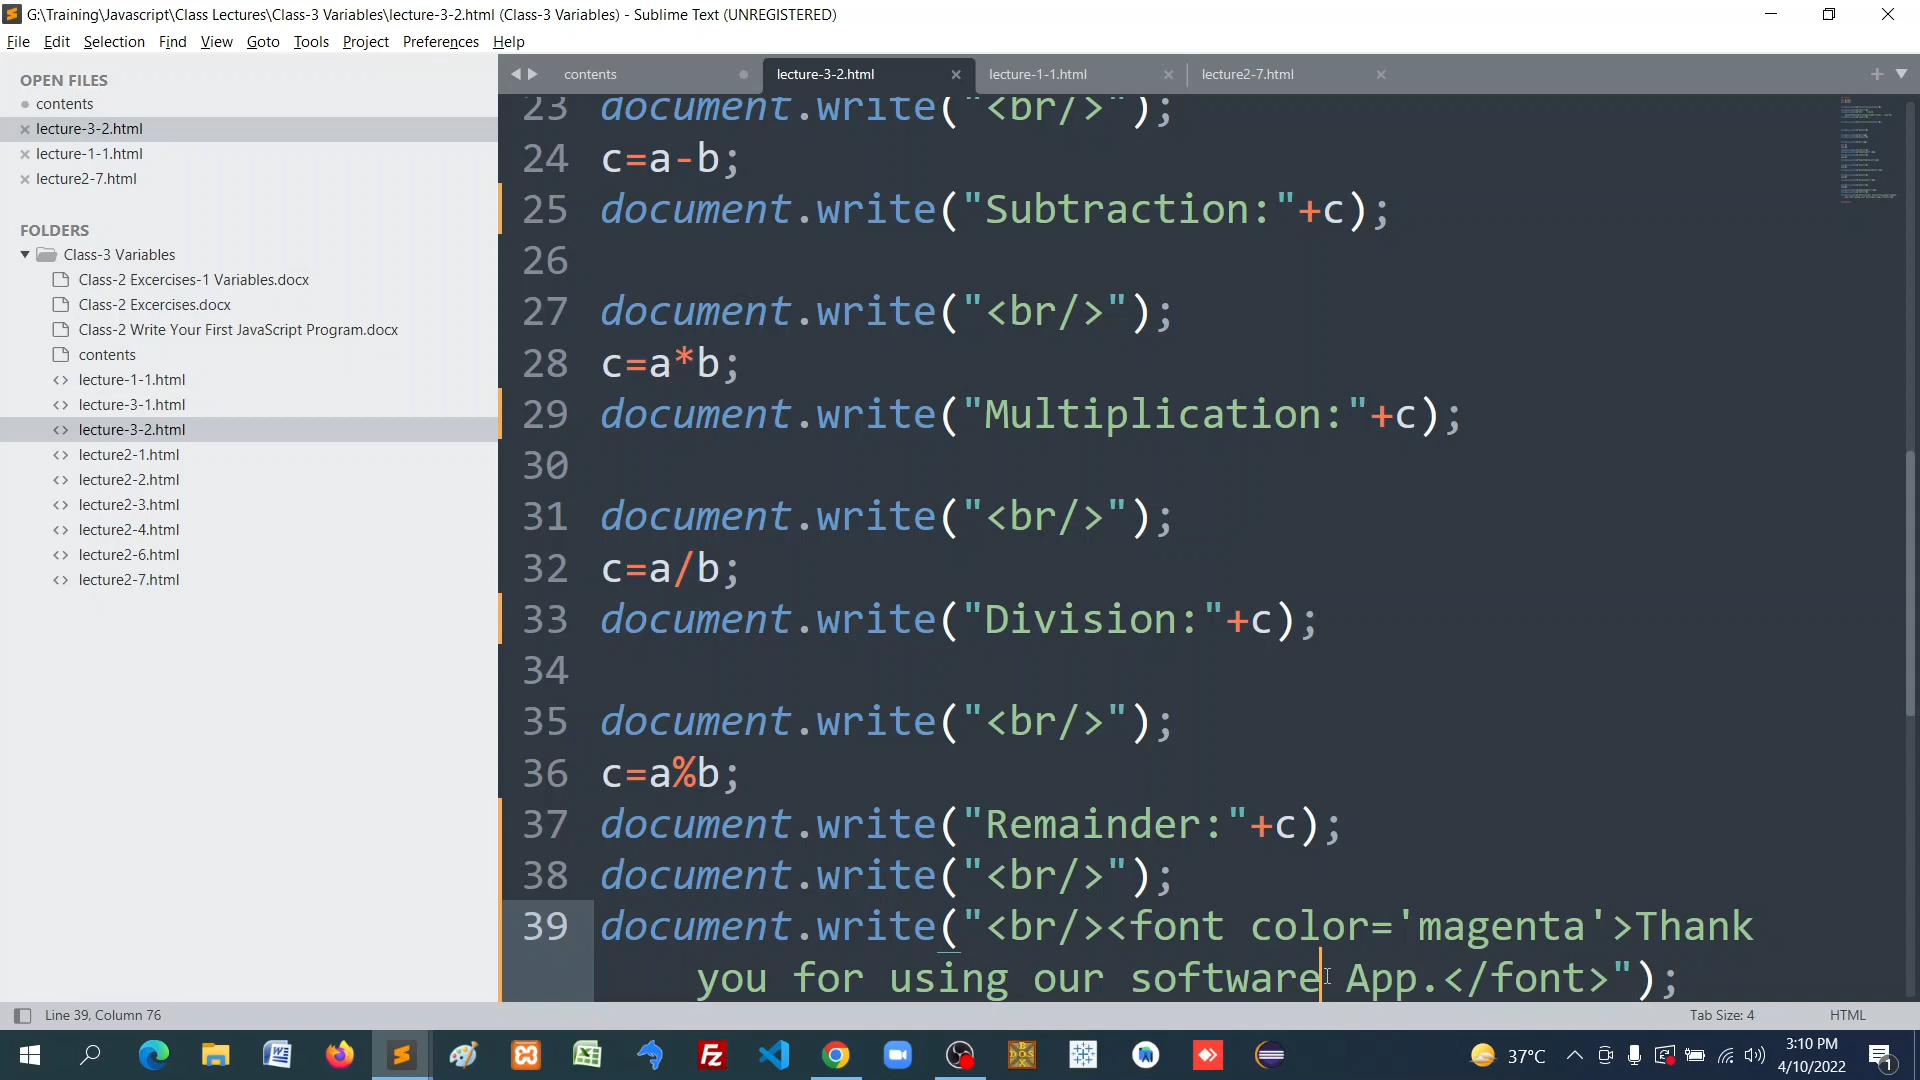 G:\Training\Javascript\Class Lectures\Class-3 Variables\lecture-3-2.html (Class-3 Variables) - Sublime Text (UNREGISTERED)
File Edit Selection Find View Goto Tools Project Preferences Help
OPEN FILES
contents
lecture-3-2.html
lecture-1-1.html
lecture2-7.html
FOLDERS
Class-3 Variables
Class-2 Excercises-1 Variables.docx
Class-2 Excercises.docx
Class-2 Write Your First JavaScript Program.docx
contents
lecture-1-1.html
lecture-3-1.html
lecture-3-2.html
lecture2-1.html
lecture2-2.html
lecture2-3.html
lecture2-4.html
lecture2-6.html
lecture2-7.html
contents lecture-3-2.html lecture-1-1.html lecture2-7.html
23 document.write("<br/>");
24 c=a-b;
25 document.write("Subtraction:"+c);
26
27 document.write("<br/>");
28 c=a*b;
29 document.write("Multiplication:"+c);
30
31 document.write("<br/>");
32 c=a/b;
33 document.write("Division:"+c);
34
35 document.write("<br/>");
36 c=a%b;
37 document.write("Remainder:"+c);
38 document.write("<br/>");
39 document.write("<br/><font color='magenta'>Thank
you for using our software App.</font>");
Line 39, Column 76 Tab Size: 4 HTML
37°C 3:10 PM
4/10/2022
1